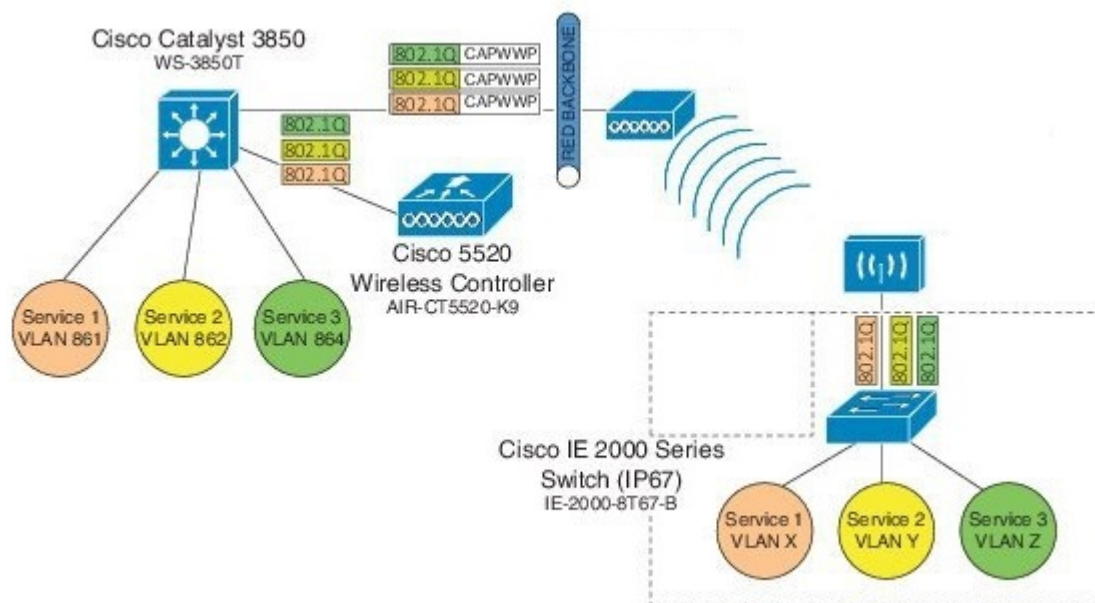 Cisco Catalyst 3850
WS-3850T
802.1Q CAPWWP
802.1Q CAPWWP
802.1Q CAPWWP
RED BACKBONE
802.1Q
802.1Q
802.1Q
Cisco 5520
Wireless Controller
AIR-CT5520-K9
Service 1
VLAN 861
Service 2
VLAN 862
Service 3
VLAN 864
802.1Q
802.1Q
802.1Q
Cisco IE 2000 Series
Switch (IP67)
IE-2000-8T67-B
Service 1
VLAN X
Service 2
VLAN Y
Service 3
VLAN Z